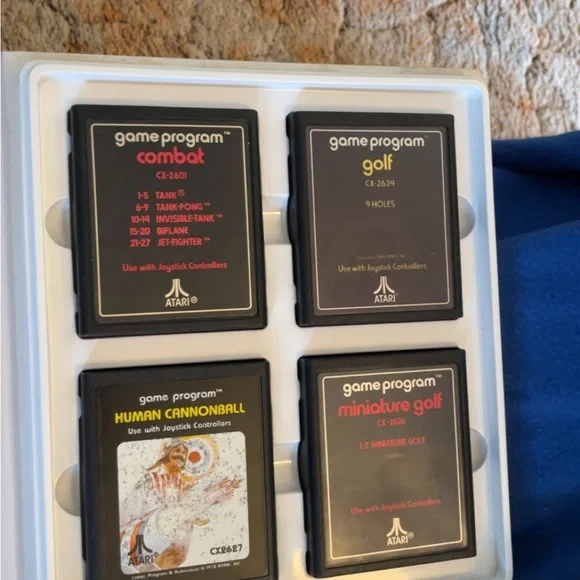 game program™
combat
CX-2601
1-5 TANK®
6-9 TANK-PONG™
10-14 INVISIBLE-TANK™
15-20 BIPLANE
21-27 JET-FIGHTER™
Use with Joystick Controllers
ATARI®
game program™
golf
CX-2634
9 HOLES
Use with Joystick Controllers
ATARI®
game program™
HUMAN CANNONBALL
Use with Joystick Controllers
ATARI
CX2627
game program™
miniature golf
CX-2626
1-2 MINIATURE GOLF
Use with Joystick Controllers
ATARI®